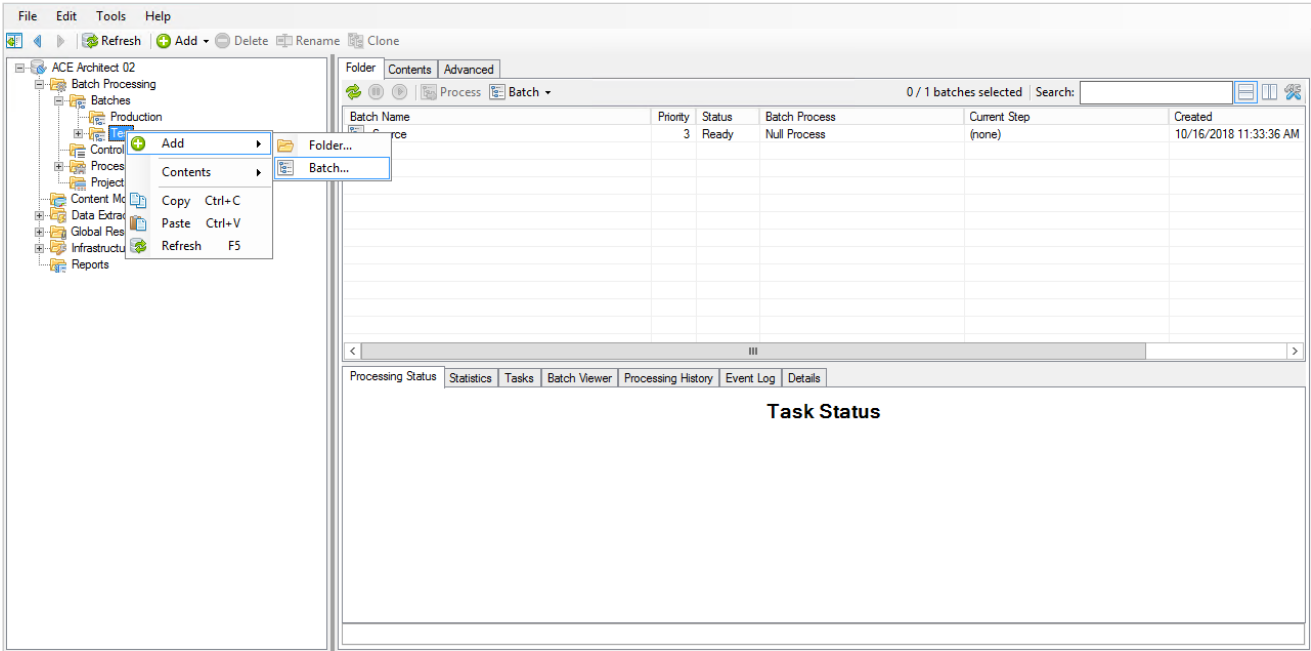 File Edit Tools Help
Refresh Add Delete Rename Clone
ACE Architect 02
Batch Processing
Batches
Production
Control
Proces
Project
Content Mo
Data Extrac
Global Res
Infrastructu
Reports
Add
Contents
Copy Ctrl+C
Paste Ctrl+V
Refresh F5
Folder...
Batch...
Folder Contents Advanced
Process Batch 0 / 1 batches selected Search:
Batch Name Priority Status Batch Process Current Step Created
rce 3 Ready Null Process (none) 10/16/2018 11:33:36 AM
Processing Status Statistics Tasks Batch Viewer Processing History Event Log Details
Task Status